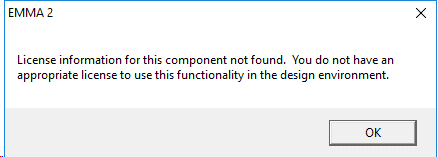 EMMA 2
License information for this component not found.  You do not have an
appropriate license to use this functionality in the design environment.
OK